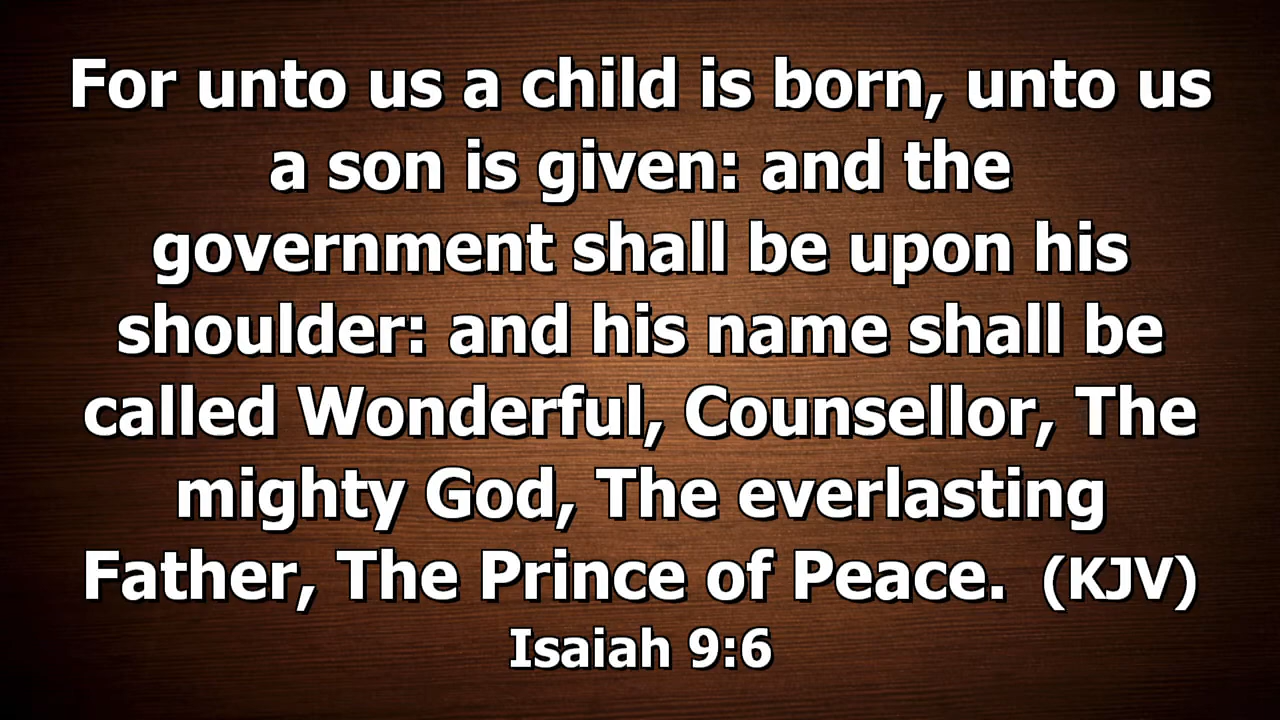 For unto us a child is born, unto us
a son is given: and the
government shall be upon his
shoulder: and his name shall be
called Wonderful, Counsellor, The
mighty God, The everlasting
Father, The Prince of Peace.  (KJV)
Isaiah 9:6